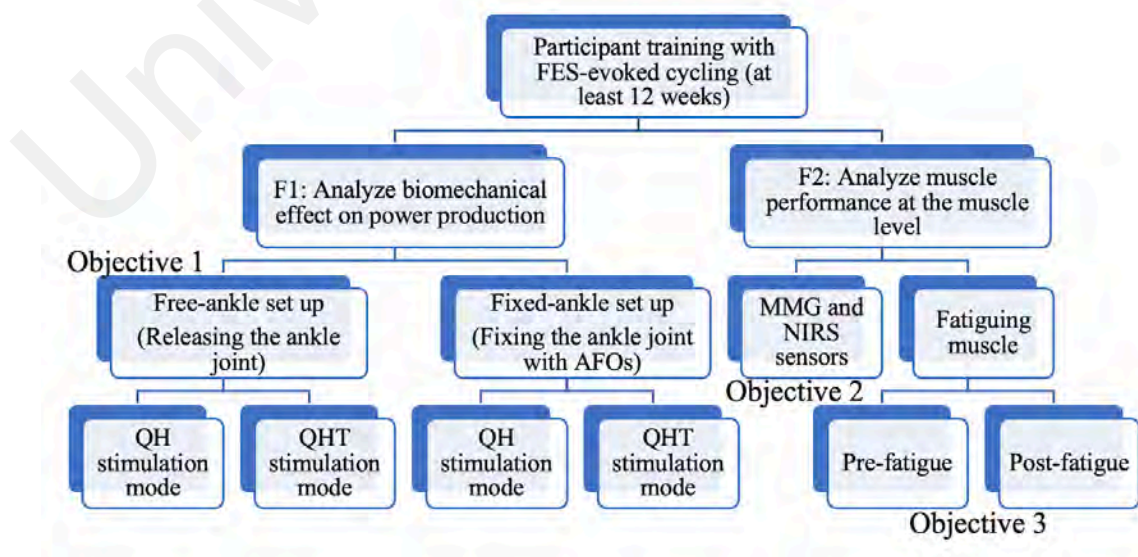 Univ
Participant training with
FES-evoked cycling (at
least 12 weeks)
F1: Analyze biomechanical
effect on power production
F2: Analyze muscle
performance at the muscle
level
Objective 1
Free-ankle set up
(Releasing the ankle
joint)
Fixed-ankle set up
(Fixing the ankle joint
with AFOs)
MMG and
NIRS
sensors
Fatiguing
muscle
Objective 2
QH
stimulation
mode
QHT
stimulation
mode
QH
stimulation
mode
QHT
stimulation
mode
Pre-fatigue
Post-fatigue
Objective 3